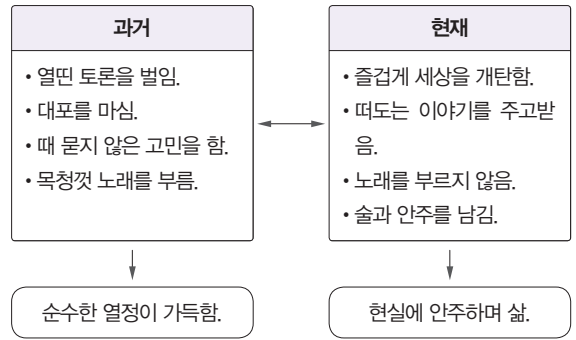 과거
• 열띤 토론을 벌임.
• 대포를 마심.
• 때 묻지 않은 고민을 함.
• 목청껏 노래를 부름.
순수한 열정이 가득함.
현재
• 즐겁게 세상을 개탄함.
• 떠도는 이야기를 주고받
음.
• 노래를 부르지 않음.
• 술과 안주를 남김.
현실에 안주하며 삶.